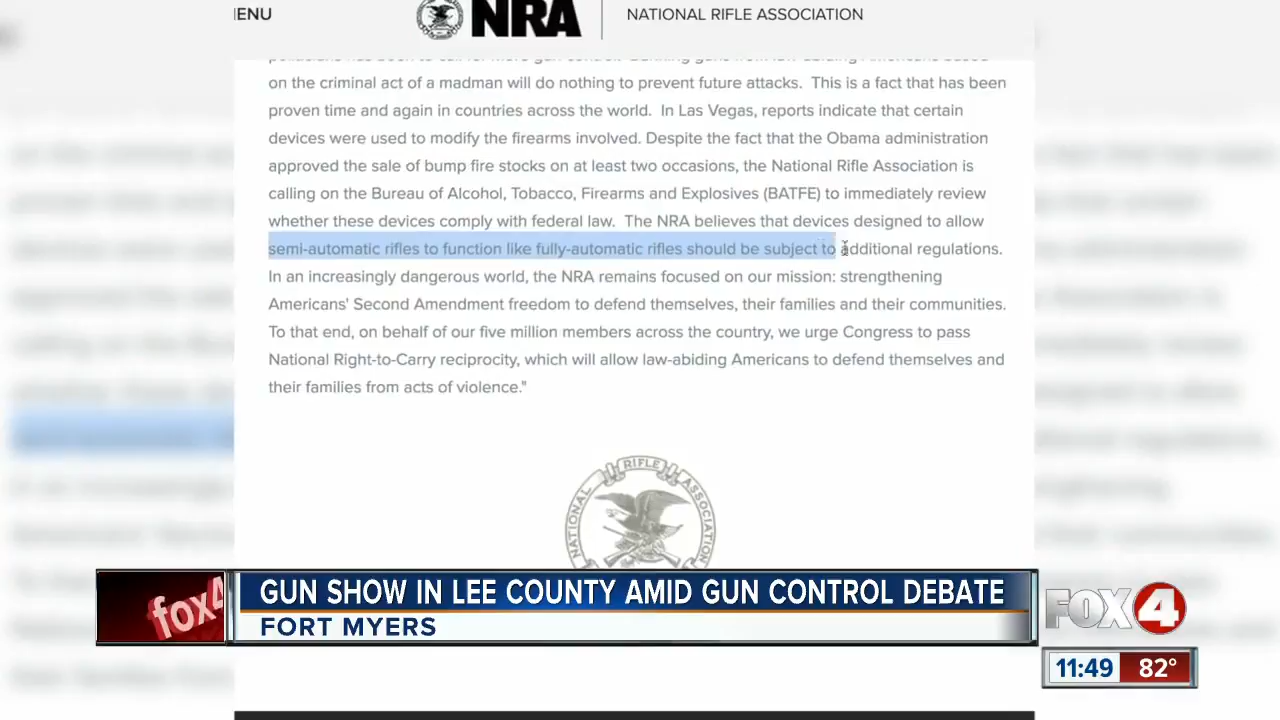 IENU
NRA
NATIONAL RIFLE ASSOCIATION
on the criminal act of a madman will do nothing to prevent future attacks. This is a fact that has been
proven time and again in countries across the world. In Las Vegas, reports indicate that certain
devices were used to modify the firearms involved. Despite the fact that the Obama administration
approved the sale of bump fire stocks on at least two occasions, the National Rifle Association is
calling on the Bureau of Alcohol, Tobacco, Firearms and Explosives (BATFE) to immediately review
whether these devices comply with federal law. The NRA believes that devices designed to allow
semi-automatic rifles to function like fully-automatic rifles should be subject to additional regulations.
In an increasingly dangerous world, the NRA remains focused on our mission: strengthening
Americans' Second Amendment freedom to defend themselves, their families and their communities.
To that end, on behalf of our five million members across the country, we urge Congress to pass
National Right-to-Carry reciprocity, which will allow law-abiding Americans to defend themselves and
their families from acts of violence."
NATIONAL RIFLE ASSOCIATION
fox4
GUN SHOW IN LEE COUNTY AMID GUN CONTROL DEBATE
FORT MYERS
FOX 4
11:49 82°